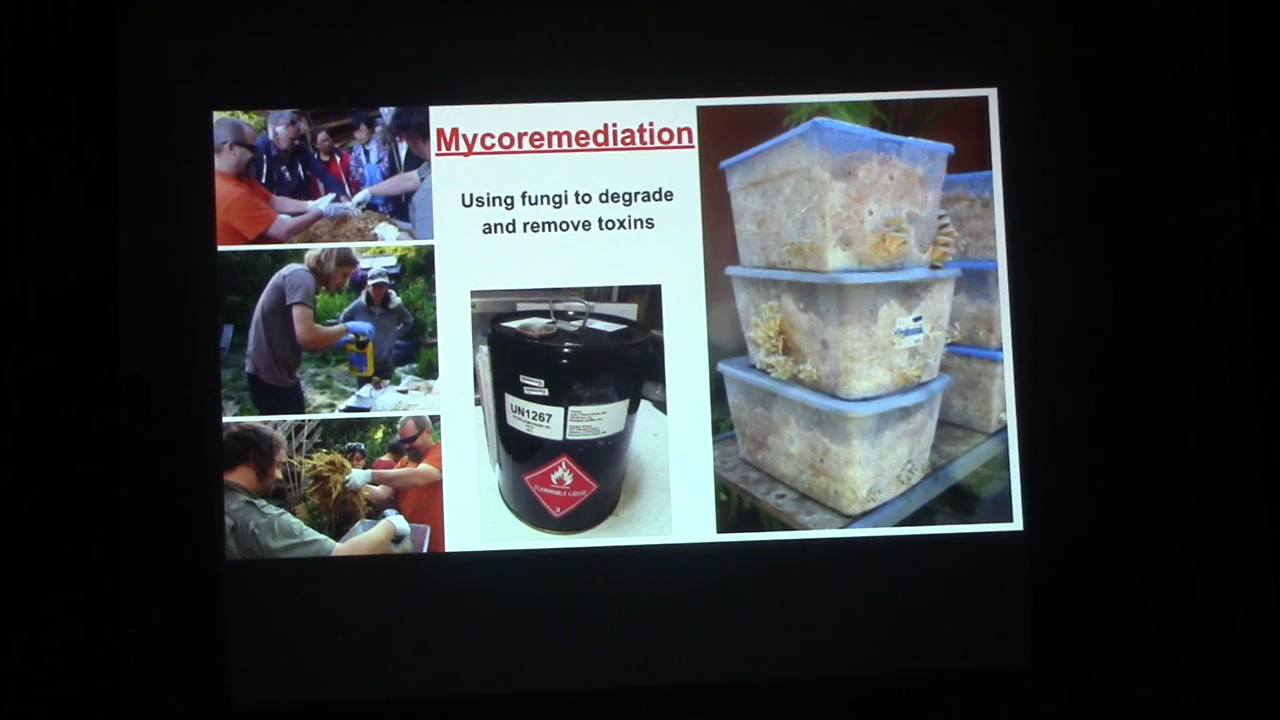 Mycoremediation
Using fungi to degrade
and remove toxins
UN1267
FLAMMABLE LIQUID
3